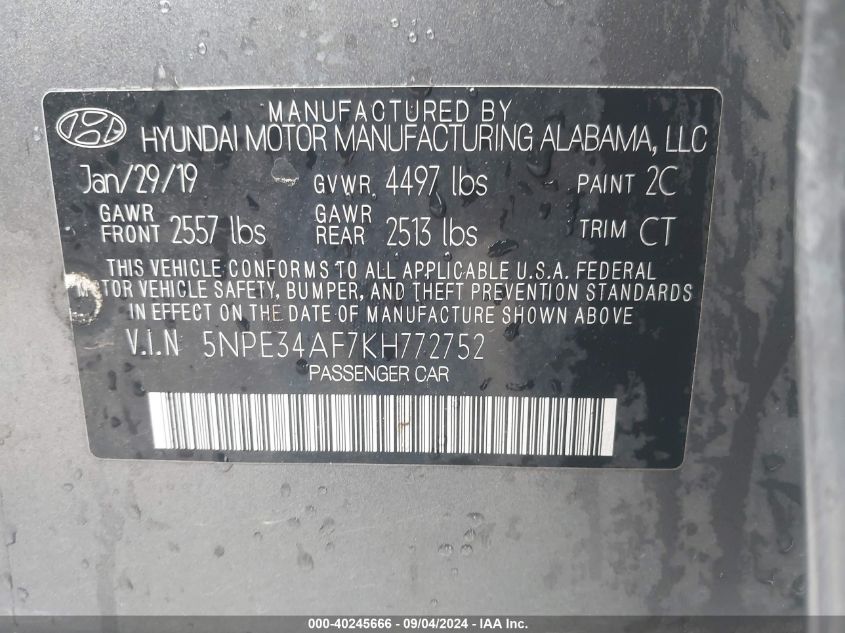 MANUFACTURED BY
HYUNDAI MOTOR MANUFACTURING ALABAMA, LLC
Jan/29/19 GVWR 4497 lbs PAINT 2C
GAWR FRONT 2557 lbs GAWR REAR 2513 lbs TRIM CT
THIS VEHICLE CONFORMS TO ALL APPLICABLE U.S.A. FEDERAL
MOTOR VEHICLE SAFETY, BUMPER, AND THEFT PREVENTION STANDARDS
IN EFFECT ON THE DATE OF MANUFACTURE SHOWN ABOVE
V.I.N 5NPE34AF7KH772752
PASSENGER CAR
000-40245666 - 09/04/2024 - IAA Inc.